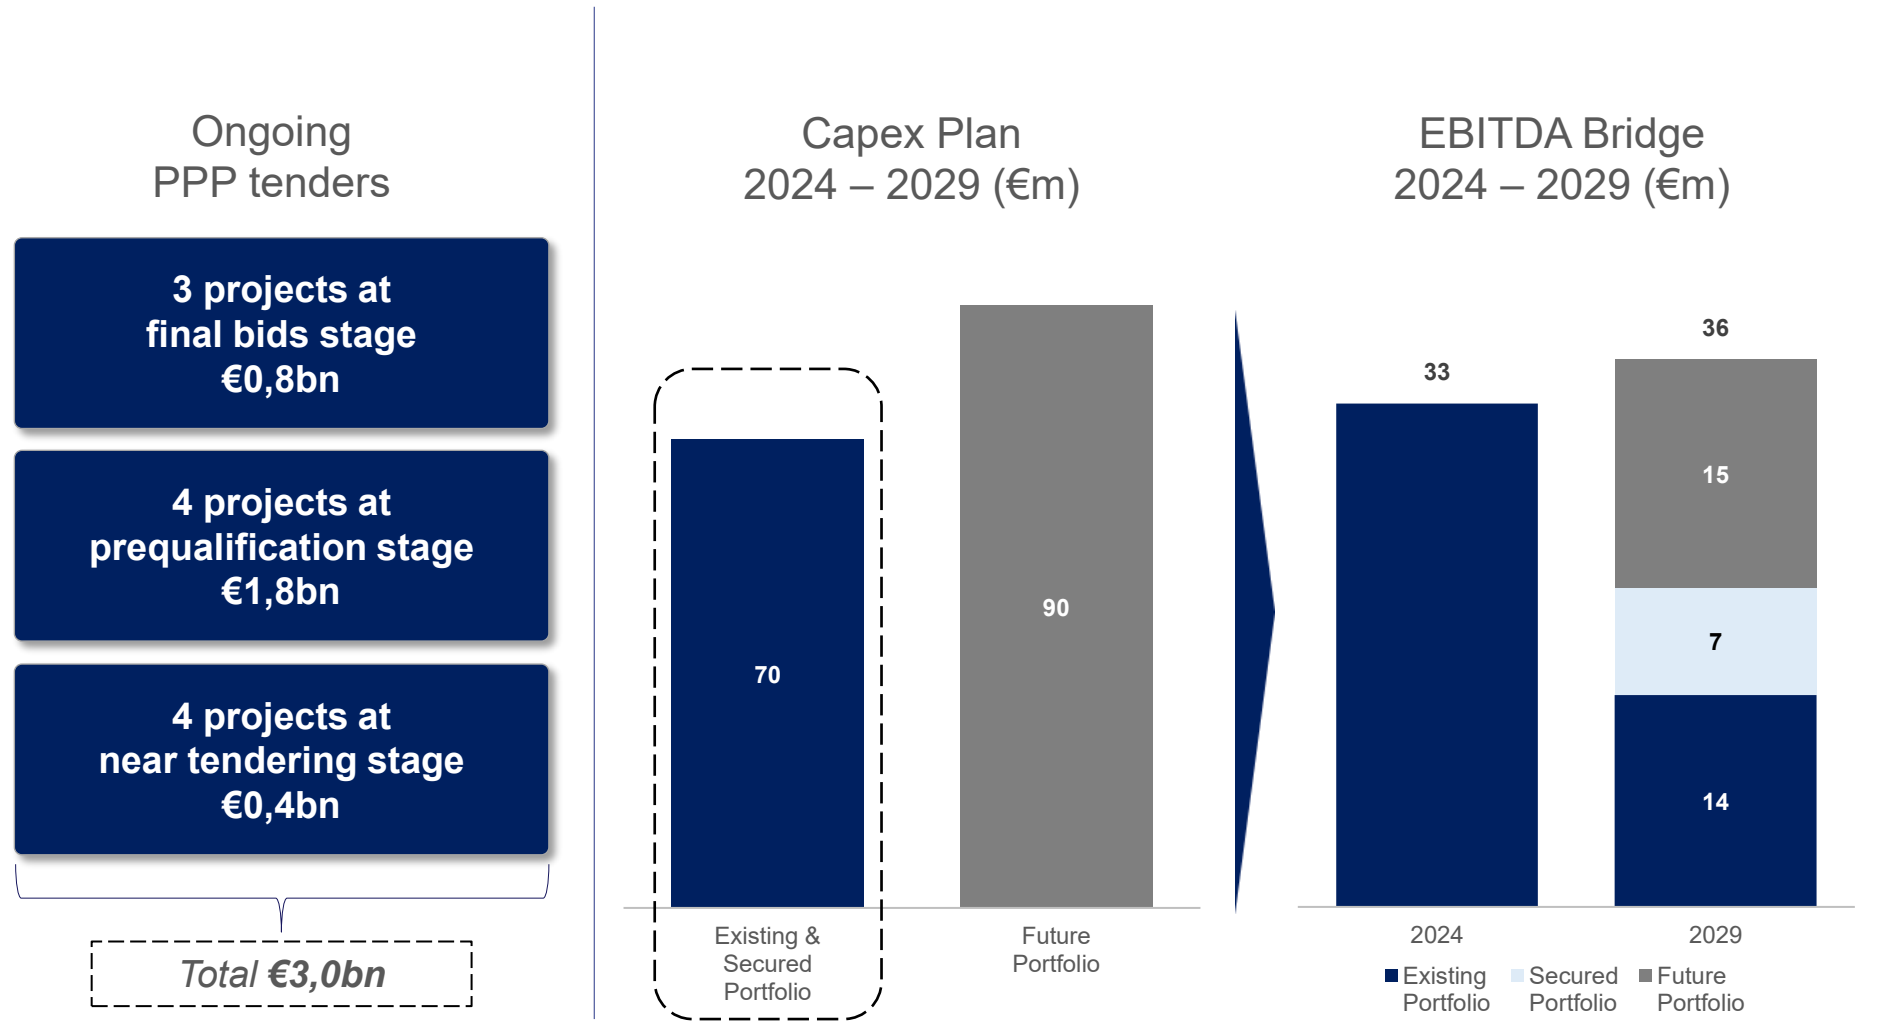 Ongoing
PPP tenders
3 projects at
final bids stage
€0,8bn
4 projects at
prequalification stage
€1,8bn
4 projects at
near tendering stage
€0,4bn
Total €3,0bn
Capex Plan
2024 – 2029 (€m)
70
90
Existing &
Secured
Portfolio
Future
Portfolio
EBITDA Bridge
2024 – 2029 (€m)
33
36
15
7
14
2024
2029
Existing
Portfolio
Secured
Portfolio
Future
Portfolio